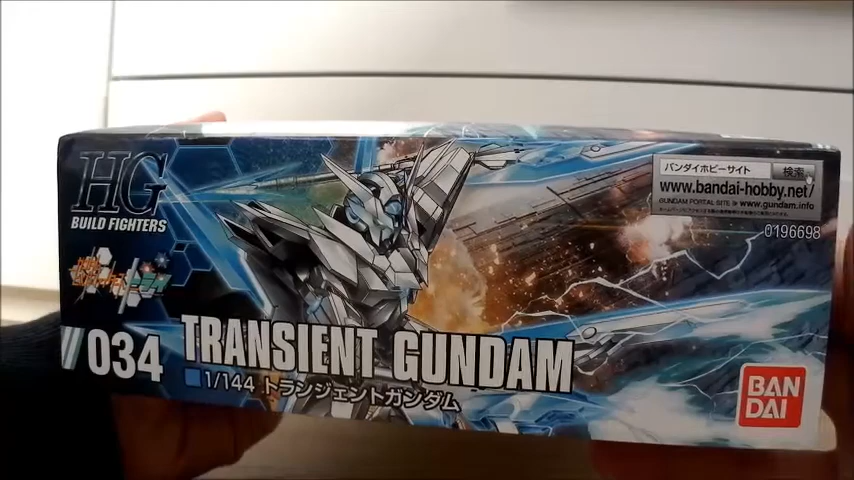 HG
BUILD FIGHTERS
バンダイホビーサイト 検索
www.bandai-hobby.net/
GUNDAM PORTAL SITE www.gundam.info
0196698
034
TRANSIENT GUNDAM
1/144 トランジェントガンダム
BAN
DAI